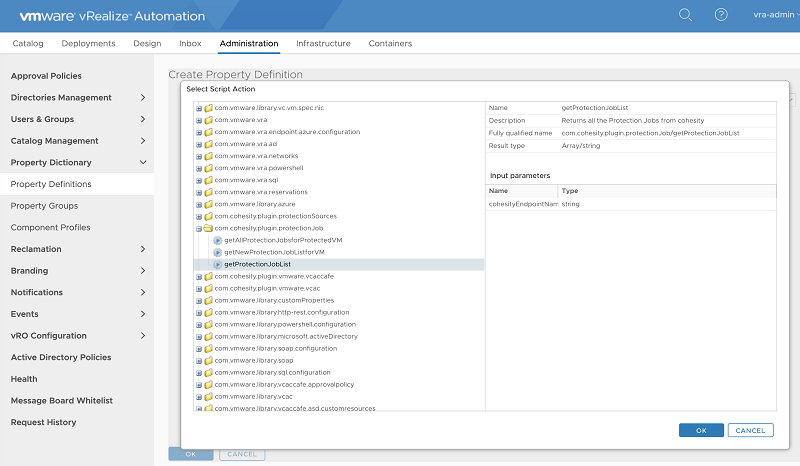 vmware vRealize™ Automation
vra-admin
Catalog Deployments Design Inbox Administration Infrastructure Containers
Approval Policies
Directories Management
Users & Groups
Catalog Management
Property Dictionary
Property Definitions
Property Groups
Component Profiles
Reclamation
Branding
Notifications
Events
vRO Configuration
Active Directory Policies
Health
Message Board Whitelist
Request History
Create Property Definition
Select Script Action
com.vmware.library.vc.vm.spec.nic
com.vmware.vra
com.vmware.vra.endpoint.azure.configuration
com.vmware.vra.ad
com.vmware.vra.networks
com.vmware.vra.powershell
com.vmware.vra.sql
com.vmware.vra.reservations
com.vmware.library.azure
com.cohesity.plugin.protectionSources
com.cohesity.plugin.protectionJob
getAllProtectionJobsforProtectedVM
getNewProtectionJobListforVM
getProtectionJobList
com.cohesity.plugin.vmware.vcaccafe
com.cohesity.plugin.vmware.vcac
com.vmware.library.customProperties
com.vmware.library.http-rest.configuration
com.vmware.library.powershell.configuration
com.vmware.library.microsoft.activeDirectory
com.vmware.library.soap.configuration
com.vmware.library.soap
com.vmware.library.sql.configuration
com.vmware.library.vcaccafe.approvalpolicy
com.vmware.library.vcac
com.vmware.library.vcaccafe.asd.customresources
Name getProtectionJobList
Description Returns all the Protection Jobs from cohesity
Fully qualified name com.cohesity.plugin.protectionJob/getProtectionJobList
Result type Array/string
Input parameters
Name Type
cohesityEndpointNam string
OK CANCEL
OK CANCEL